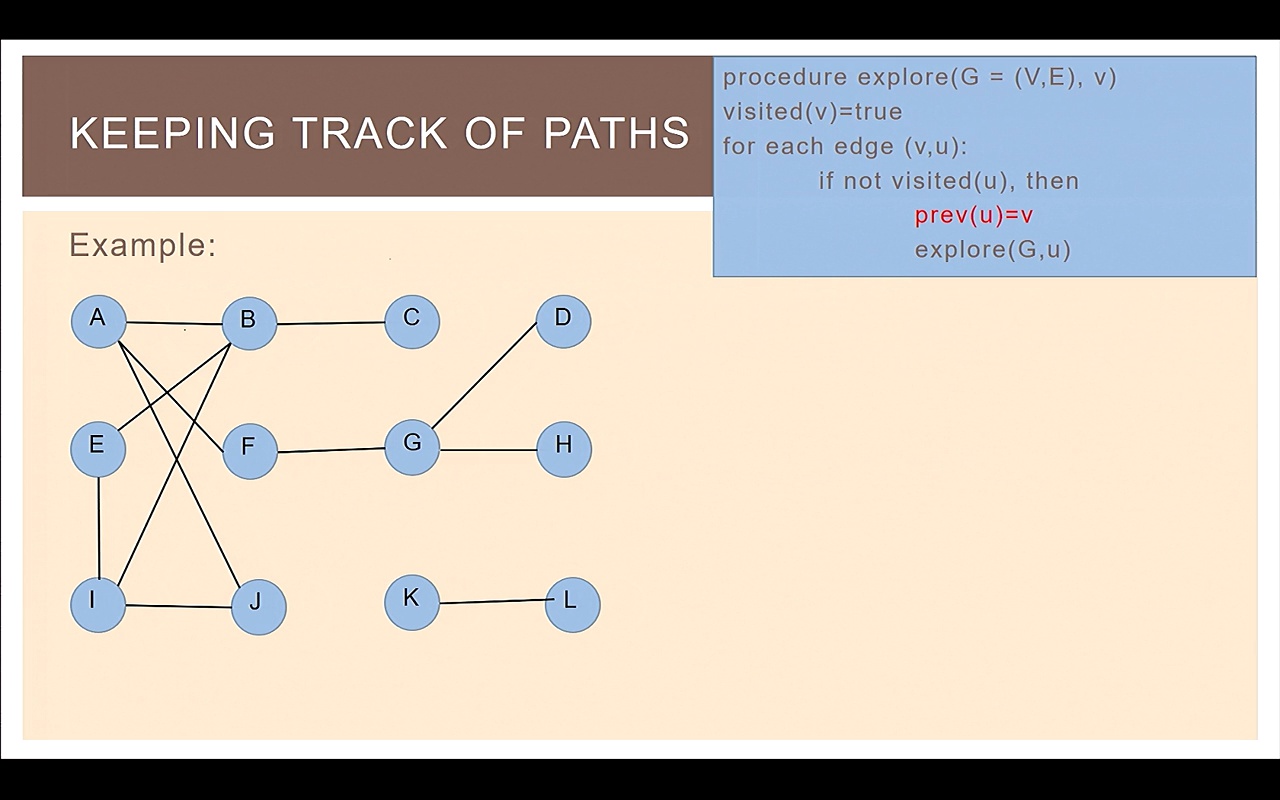 KEEPING TRACK OF PATHS
procedure explore(G = (V,E), v)
visited(v)=true
for each edge (v,u):
if not visited(u), then
prev(u)=v
explore(G,u)
Example:
A B C D
E F G H
I J K L